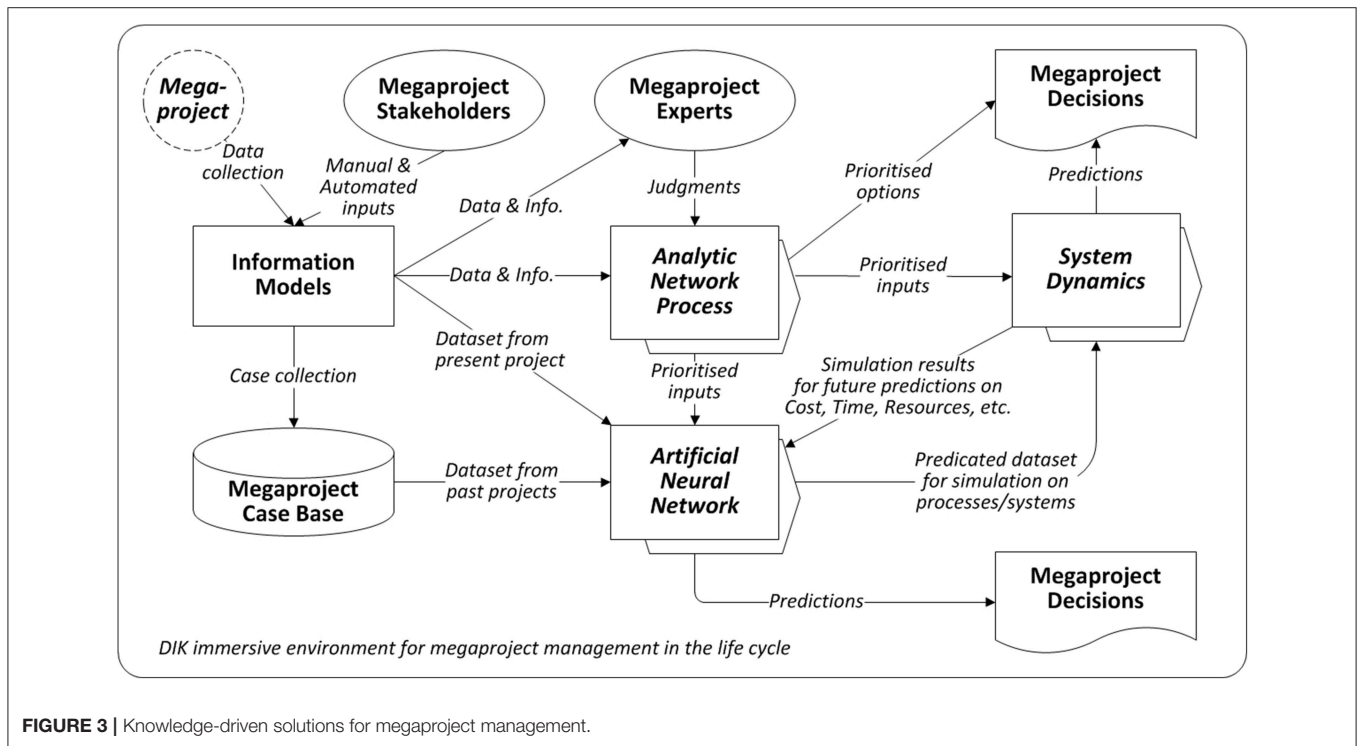 Mega-
project
Megaproject
Stakeholders
Megaproject
Experts
Megaproject
Decisions
Data
collection
Manual &
Automated
inputs
Data & Info.
Judgments
Prioritised
options
Predictions
Information
Models
Data & Info.
Analytic
Network
Process
Prioritised
inputs
System
Dynamics
Dataset from
present project
Case collection
Prioritised
inputs
Simulation results
for future predictions on
Cost, Time, Resources, etc.
Megaproject
Case Base
Dataset from
past projects
Artificial
Neural
Network
Predicated dataset
for simulation on
processes/systems
Predictions
Megaproject
Decisions
DIK immersive environment for megaproject management in the life cycle
FIGURE 3 | Knowledge-driven solutions for megaproject management.